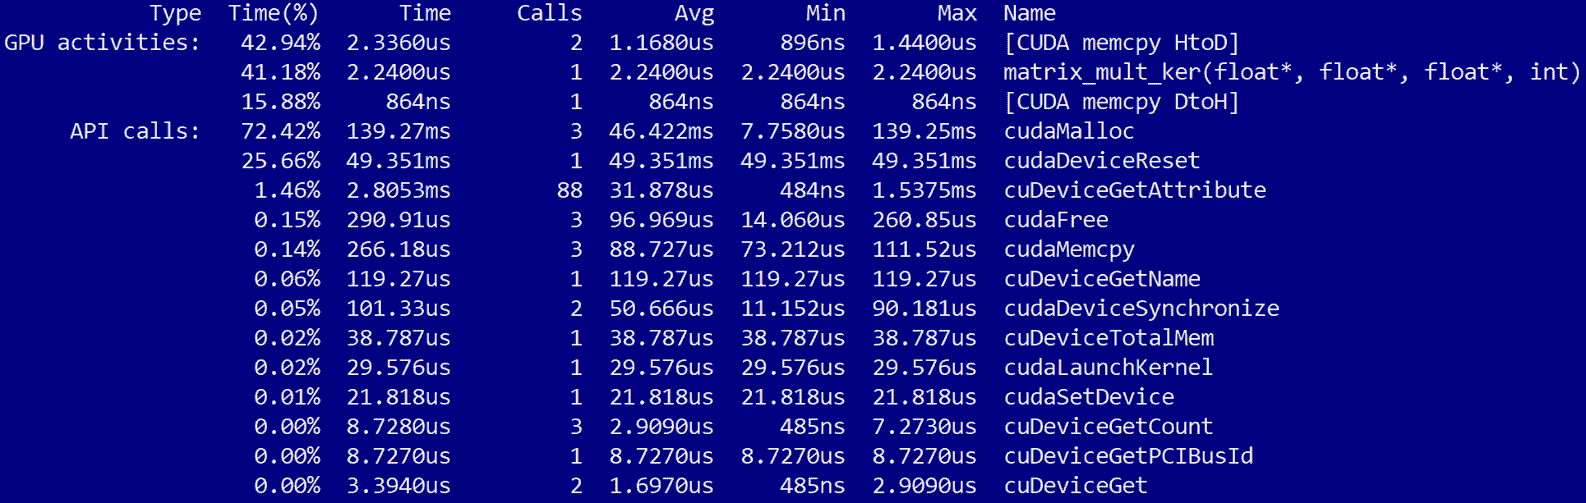 Type Time(%) Time Calls Avg Min Max Name
GPU activities: 42.94% 2.3360us 2 1.1680us 896ns 1.4400us [CUDA memcpy HtoD]
41.18% 2.2400us 1 2.2400us 2.2400us 2.2400us matrix_mult_ker(float*, float*, float*, int)
15.88% 864ns 1 864ns 864ns 864ns [CUDA memcpy DtoH]
API calls: 72.42% 139.27ms 3 46.422ms 7.7580us 139.25ms cudaMalloc
25.66% 49.351ms 1 49.351ms 49.351ms 49.351ms cudaDeviceReset
1.46% 2.8053ms 88 31.878us 484ns 1.5375ms cuDeviceGetAttribute
0.15% 290.91us 3 96.969us 14.060us 260.85us cudaFree
0.14% 266.18us 3 88.727us 73.212us 111.52us cudaMemcpy
0.06% 119.27us 1 119.27us 119.27us 119.27us cuDeviceGetName
0.05% 101.33us 2 50.666us 11.152us 90.181us cudaDeviceSynchronize
0.02% 38.787us 1 38.787us 38.787us 38.787us cuDeviceTotalMem
0.02% 29.576us 1 29.576us 29.576us 29.576us cudaLaunchKernel
0.01% 21.818us 1 21.818us 21.818us 21.818us cudaSetDevice
0.00% 8.7280us 3 2.9090us 485ns 7.2730us cuDeviceGetCount
0.00% 8.7270us 1 8.7270us 8.7270us 8.7270us cuDeviceGetPCIBusId
0.00% 3.3940us 2 1.6970us 485ns 2.9090us cuDeviceGet